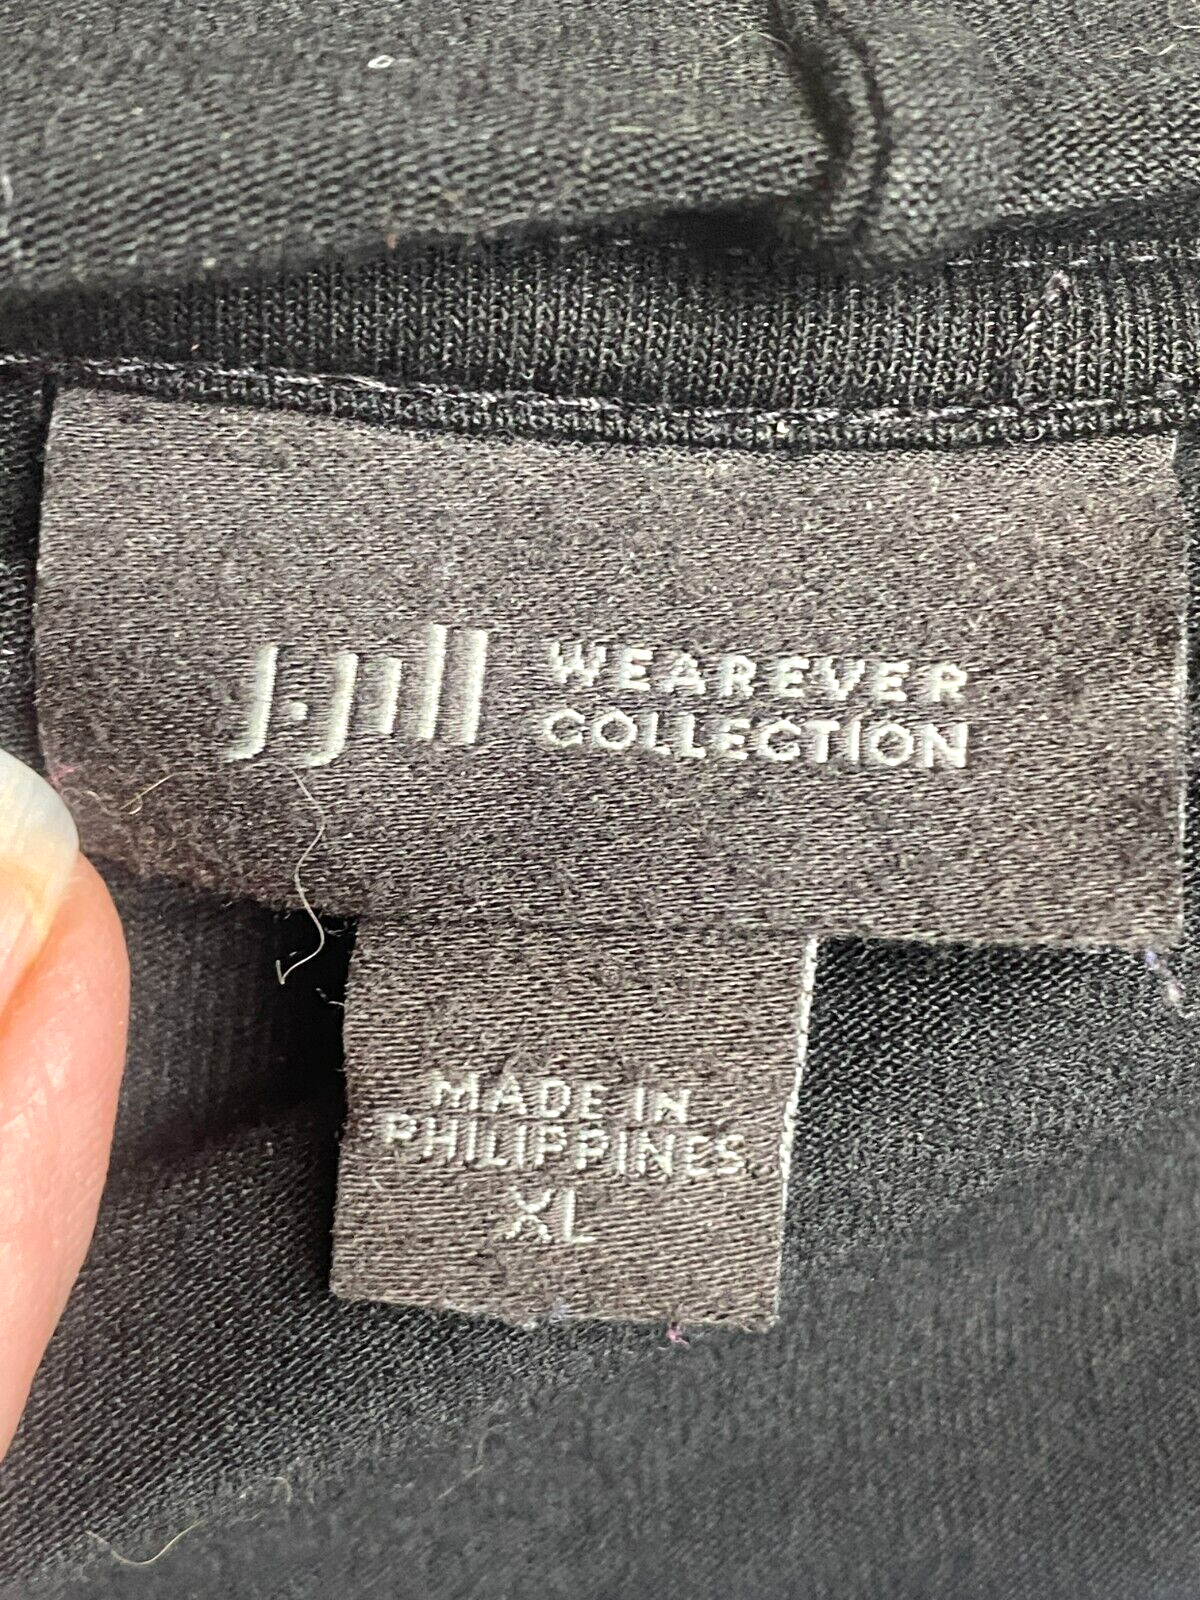 J.Jill WEAREVER
COLLECTION
MADE IN
PHILIPPINES
XL